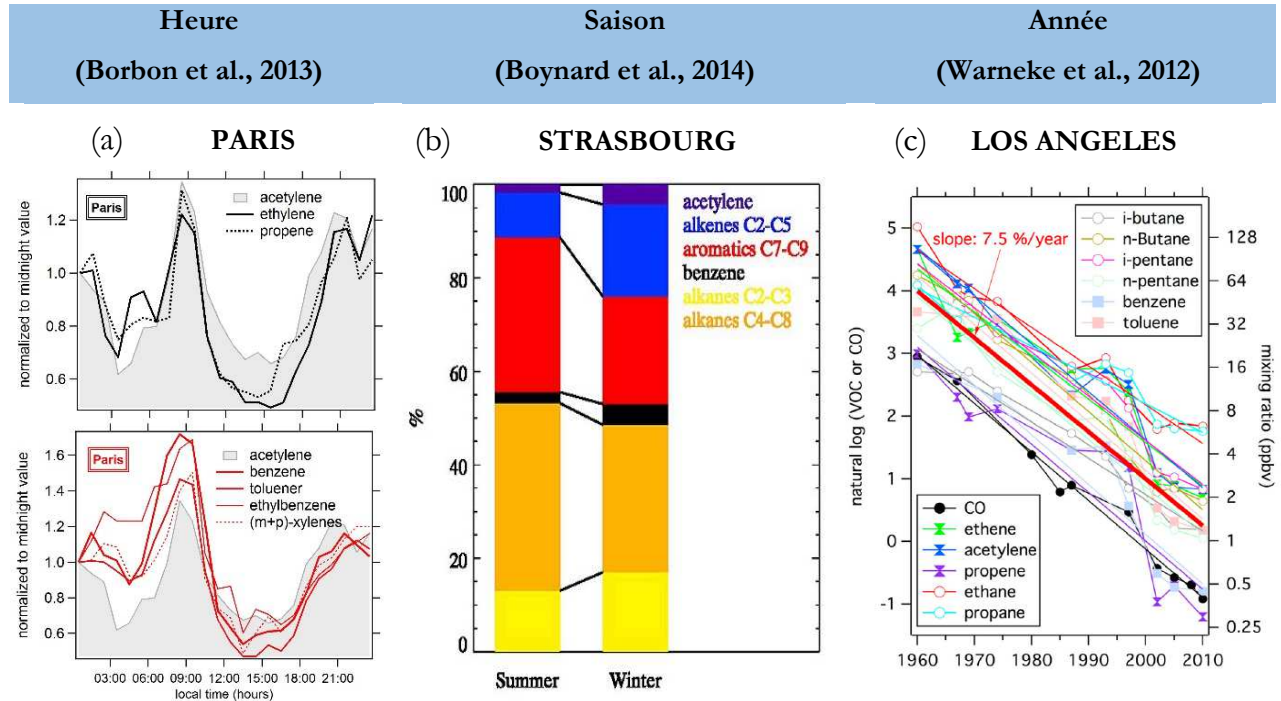 Heure
(Borbon et al., 2013)
Saison
(Boynard et al., 2014)
Année
(Warneke et al., 2012)
(a) PARIS
normalized to midnight value
1.2
1.0
0.8
0.6
Paris
acetylene
ethylene
propene
normalized to midnight value
1.6
1.4
1.2
1.0
0.8
0.6
Paris
acetylene
benzene
toluener
ethylbenzene
(m+p)-xylenes
03:00 06:00 09:00 12:00 15:00 18:00 21:00
local time (hours)
(b) STRASBOURG
%
100
80
60
40
20
0
acetylene
alkenes C2-C5
aromatics C7-C9
benzene
alkanes C2-C3
alkanes C4-C8
Summer Winter
(c) LOS ANGELES
natural log (VOC or CO)
5
4
3
2
1
0
-1
slope: 7.5 %/year
i-butane
n-Butane
i-pentane
n-pentane
benzene
toluene
CO
ethene
acetylene
propene
ethane
propane
128
64
32
16
8
4
2
1
0.5
0.25
mixing ratio (ppbv)
1960 1970 1980 1990 2000 2010